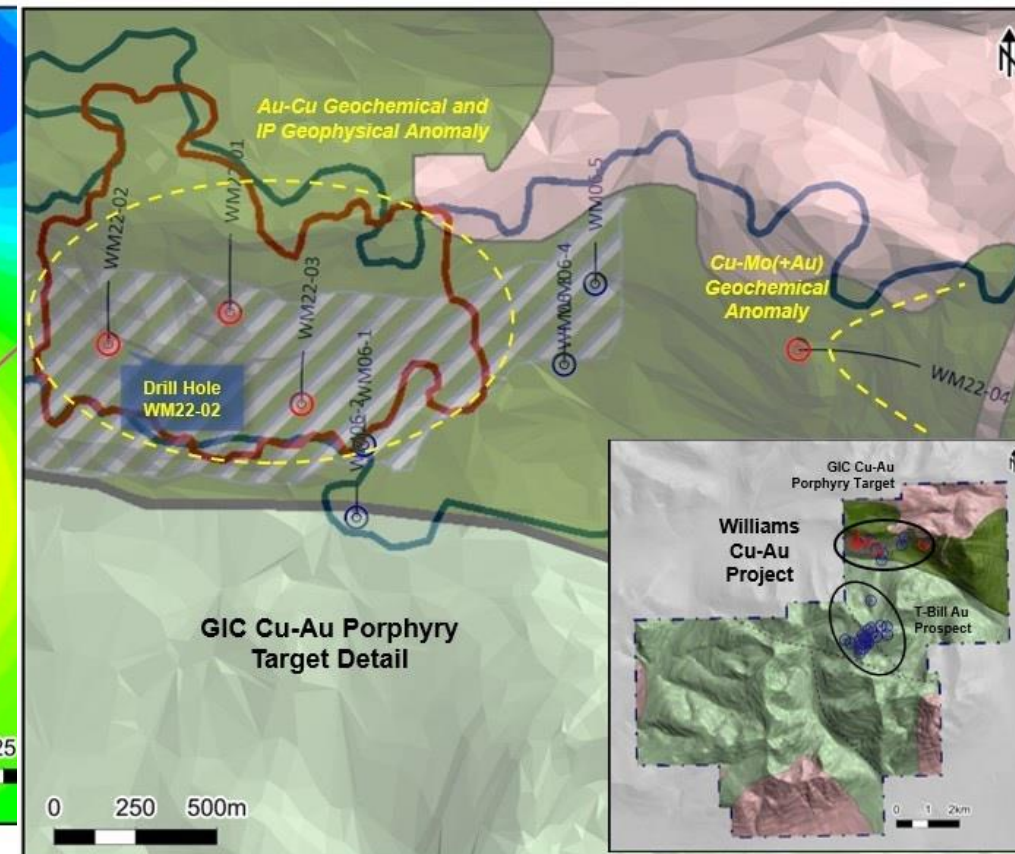 Au-Cu Geochemical and
IP Geophysical Anomaly
N
WM22-02
WM22-01
WM22-03
WM06-5
WM06-4
WM06-1
WM06-2
Cu-Mo(+Au)
Geochemical
Anomaly
WM22-04
Drill Hole
WM22-02
GIC Cu-Au Porphyry
Target Detail
25
0 250 500m
GIC Cu-Au
Porphyry Target
Williams
Cu-Au
Project
T-Bill Au
Prospect
0 1 2km